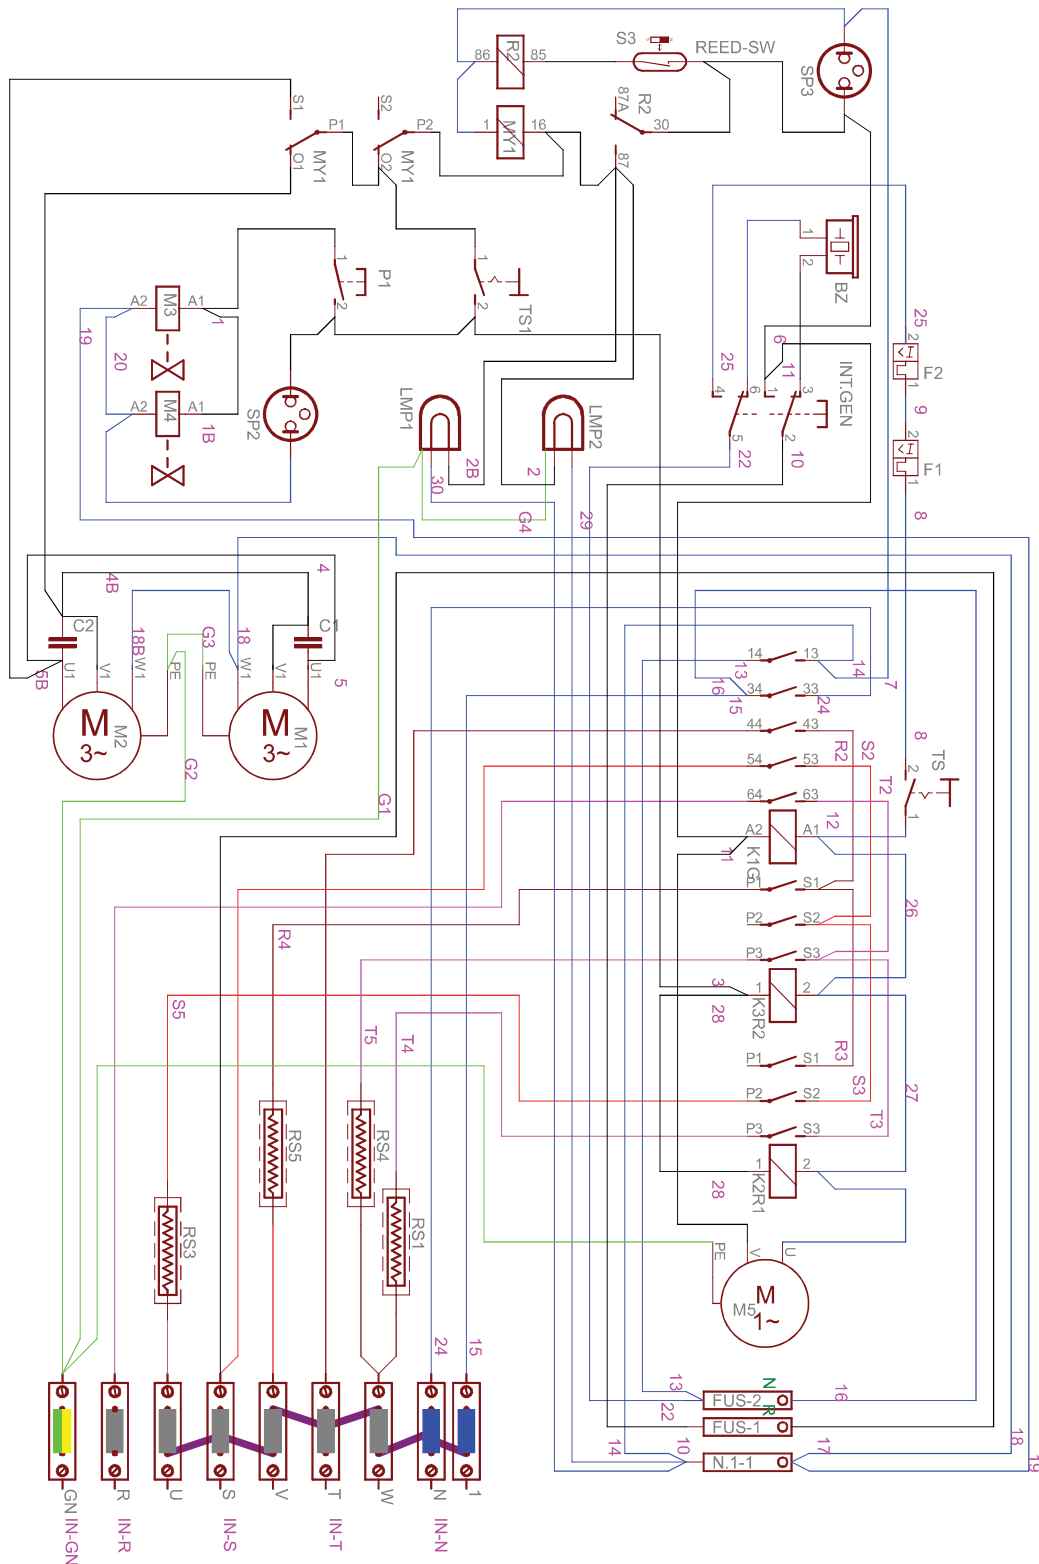 S3
REED-SW
86
R2
85
SP3
S1
S2
87A
R2
30
1
MY1
16
P1
P2
O1
MY1
O2
MY1
87
1
2
BZ
1
P1
2
1
TS1
2
A2
M3
A1
19
20
1
A2
M4
A1
1B
SP2
LMP1
LMP2
2B
30
2
G4
29
25
6
11
4
6
1
3
INT.GEN
5
2
22
10
25
2
F2
1
9
2
F1
1
8
4B
4
C2
C1
18B
G3
18
5B
5
U1
V1
W1
PE
PE
W1
V1
U1
M
3~
M2
M
3~
M1
G2
G1
14
13
13
14
16
15
34
33
24
7
44
43
R2
S2
54
53
64
63
T2
12
8
2
TS
1
A2
A1
11
K1G
P1
S1
P2
S2
26
P3
S3
3
1
2
28
K3R2
R4
S5
T5
T4
P1
S1
R3
P2
S2
S3
P3
S3
T3
27
1
2
28
K2R1
RS5
RS4
RS3
RS1
PE
V
U
M5
M
1~
24
15
13
FUS-2
N
16
22
FUS-1
R
17
14
10
N.1-1
18
19
GN
R
U
S
V
T
W
N
1
IN-GN
IN-R
IN-S
IN-T
IN-N